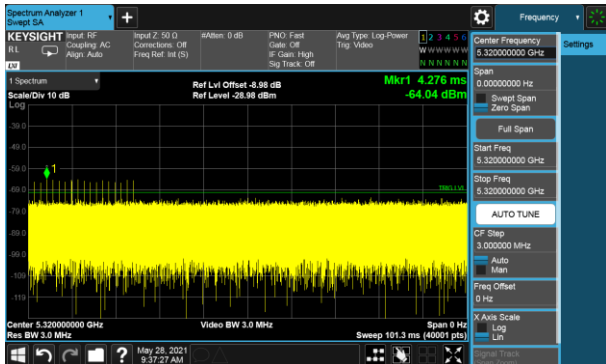 Spectrum Analyzer 1
Swept SA
Frequency
KEYSIGHT
RL
Input: RF
Coupling: AC
Align: Auto
Input Z: 50 Ω
Corrections: Off
Freq Ref: Int (S)
#Atten: 0 dB
PNO: Fast
Gate: Off
IF Gain: High
Sig Track: Off
Avg Type: Log-Power
Trig: Video
1 2 3 4 5 6
W W W W W W
N N N N N N
1 Spectrum
Scale/Div 10 dB
Log
Ref Lvl Offset -8.98 dB
Ref Level -28.98 dBm
Mkr1 4.276 ms
-64.04 dBm
-39.0
-49.0
-59.0
-69.0
-79.0
-89.0
-99.0
-109
-119
1
TRIG LVL
Center 5.320000000 GHz
Res BW 3.0 MHz
Video BW 3.0 MHz
Span 0 Hz
Sweep 101.3 ms (40001 pts)
May 28, 2021
9:37:27 AM
Center Frequency
5.320000000 GHz
Settings
Span
0.00000000 Hz
Swept Span
Zero Span
Full Span
Start Freq
5.320000000 GHz
Stop Freq
5.320000000 GHz
AUTO TUNE
CF Step
3.000000 MHz
Auto
Man
Freq Offset
0 Hz
X Axis Scale
Log
Lin
Signal Track